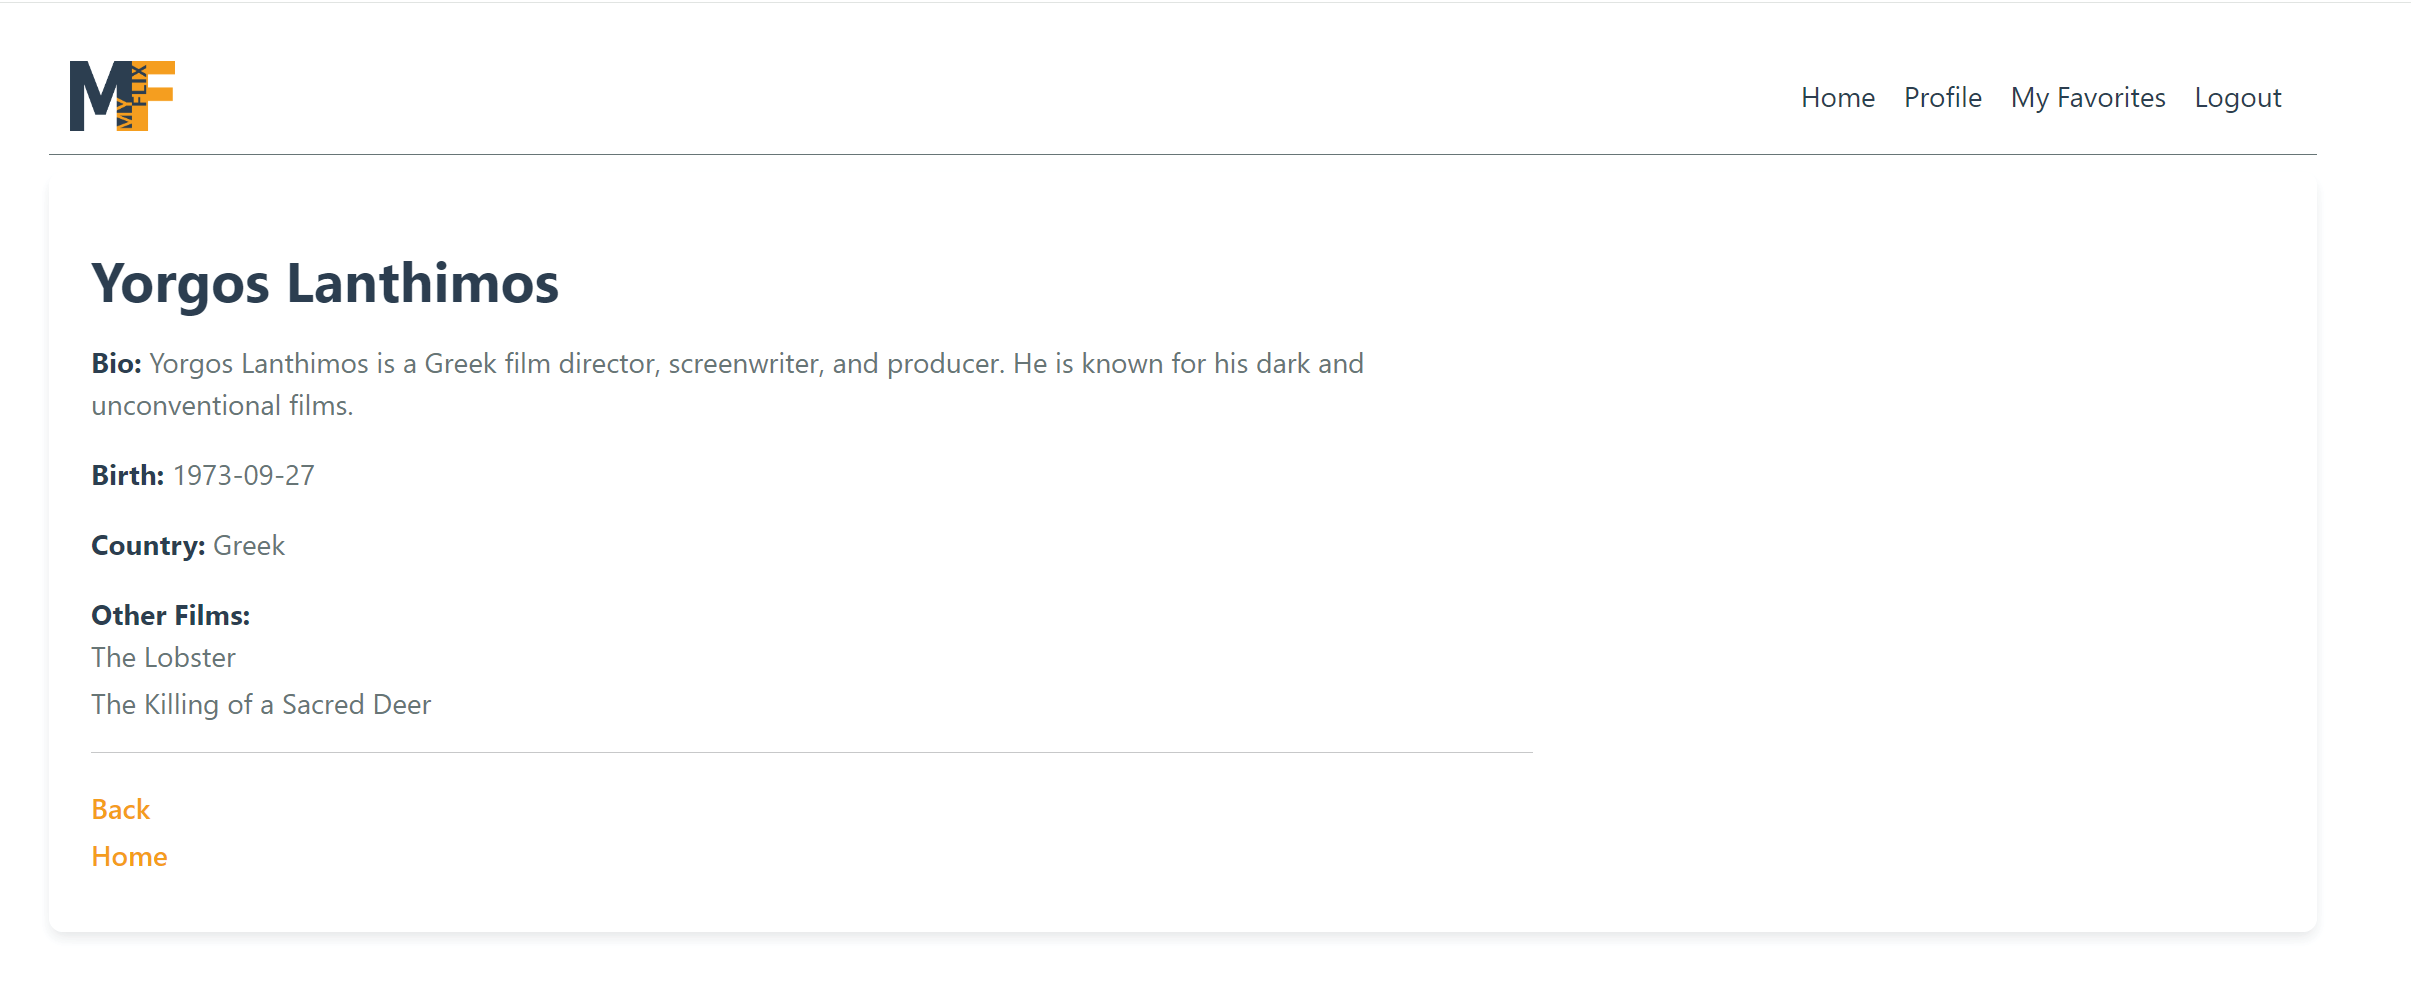 MY FLIX
MF
Home Profile My Favorites Logout
Yorgos Lanthimos
Bio: Yorgos Lanthimos is a Greek film director, screenwriter, and producer. He is known for his dark and
unconventional films.
Birth: 1973-09-27
Country: Greek
Other Films:
The Lobster
The Killing of a Sacred Deer
Back
Home